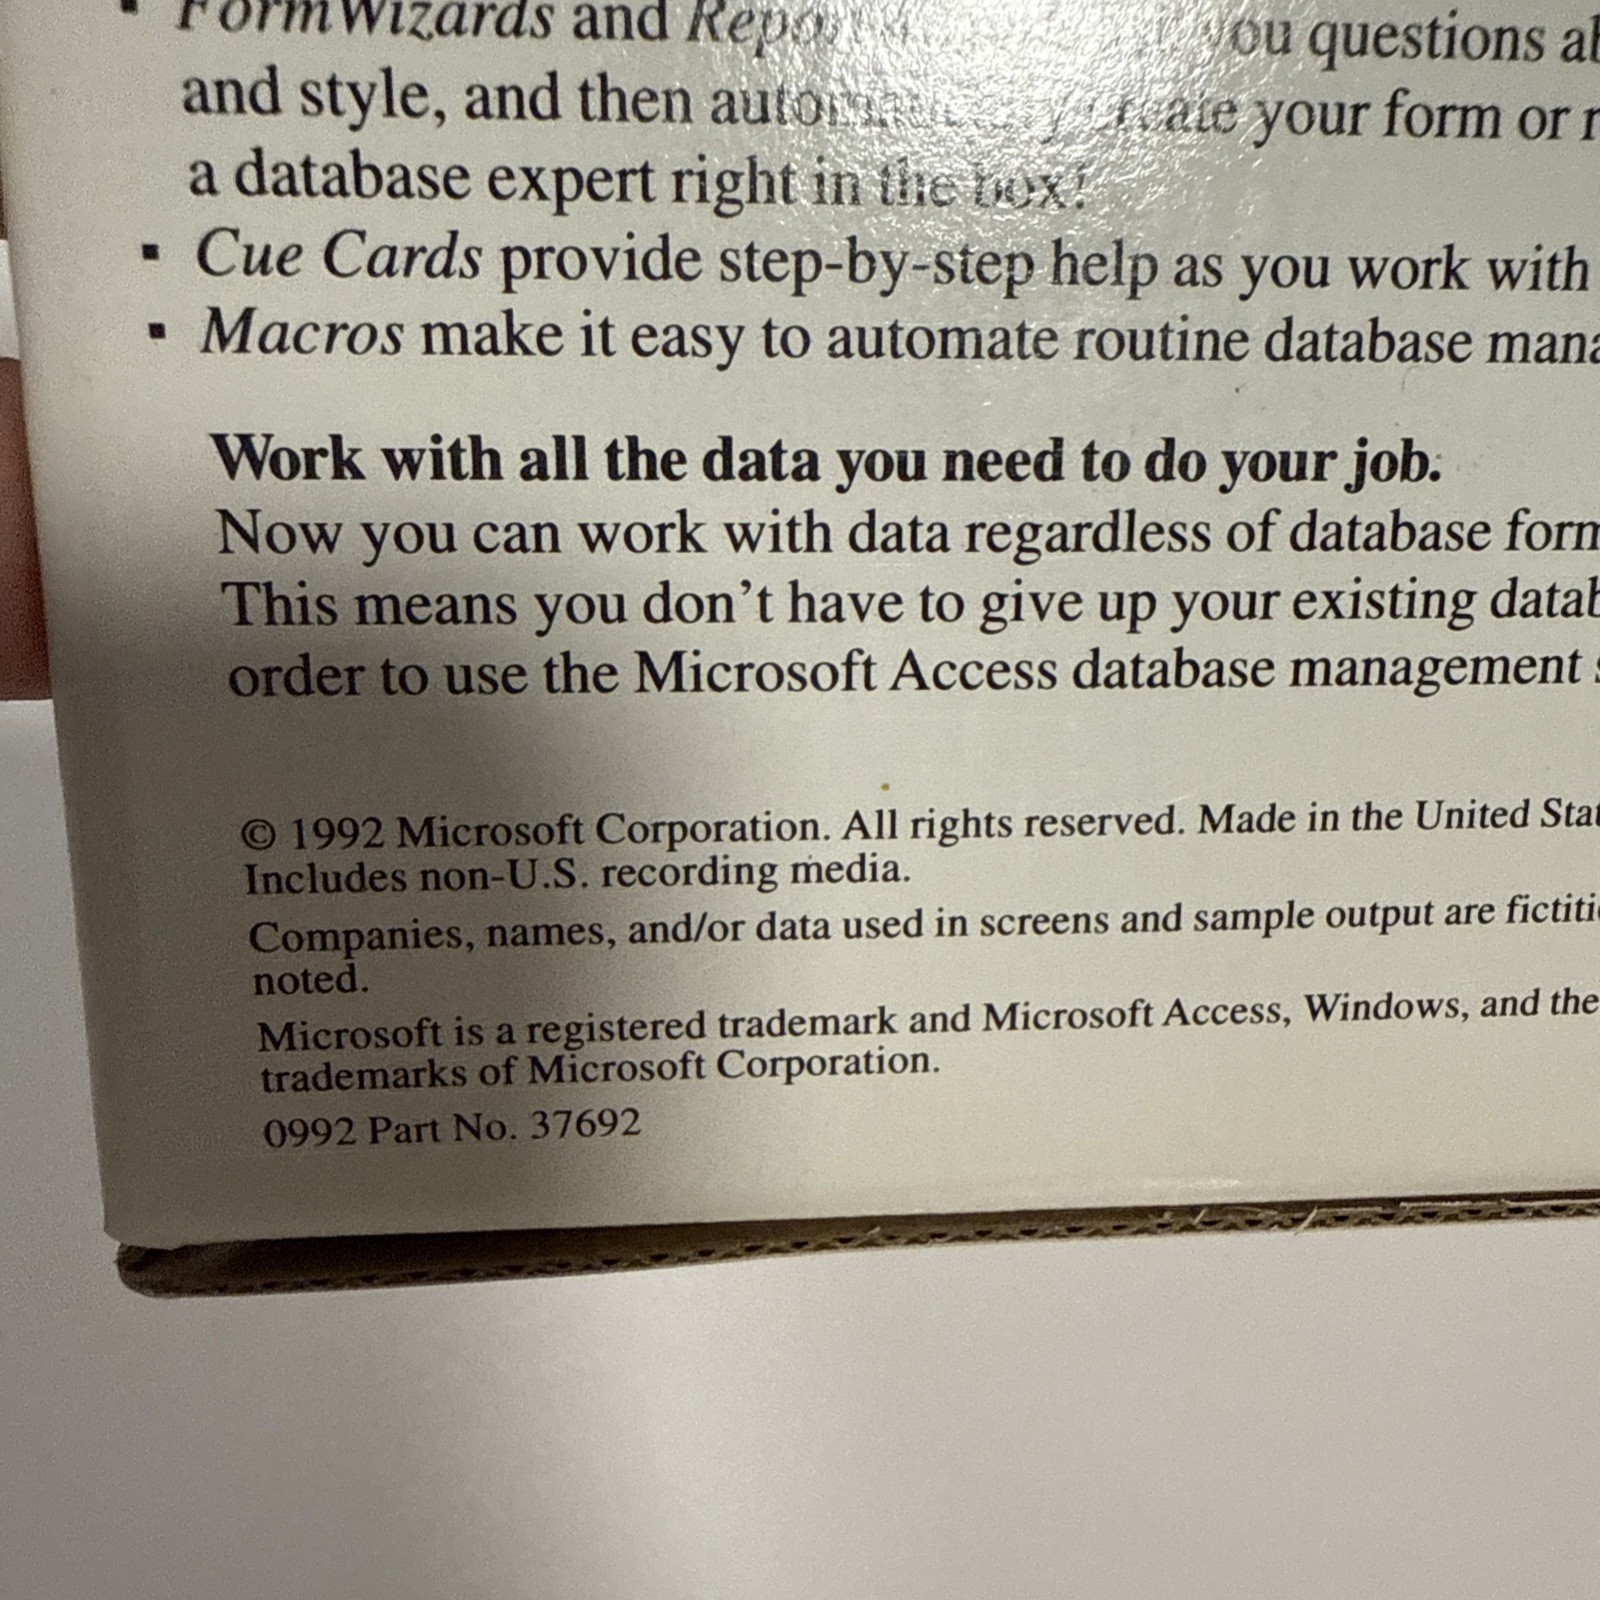 ▪ FormWizards and you questions
and style, and then create your form or
a database expert right in the box!
▪ Cue Cards provide step-by-step help as you work with
▪ Macros make it easy to automate routine database
Work with all the data you need to do your job.
Now you can work with data regardless of database
This means you don't have to give up your existing
order to use the Microsoft Access database management
© 1992 Microsoft Corporation. All rights reserved. Made in the United
Includes non-U.S. recording media.
Companies, names, and/or data used in screens and sample output are
noted.
Microsoft is a registered trademark and Microsoft Access, Windows, and the
trademarks of Microsoft Corporation.
0992 Part No. 37692